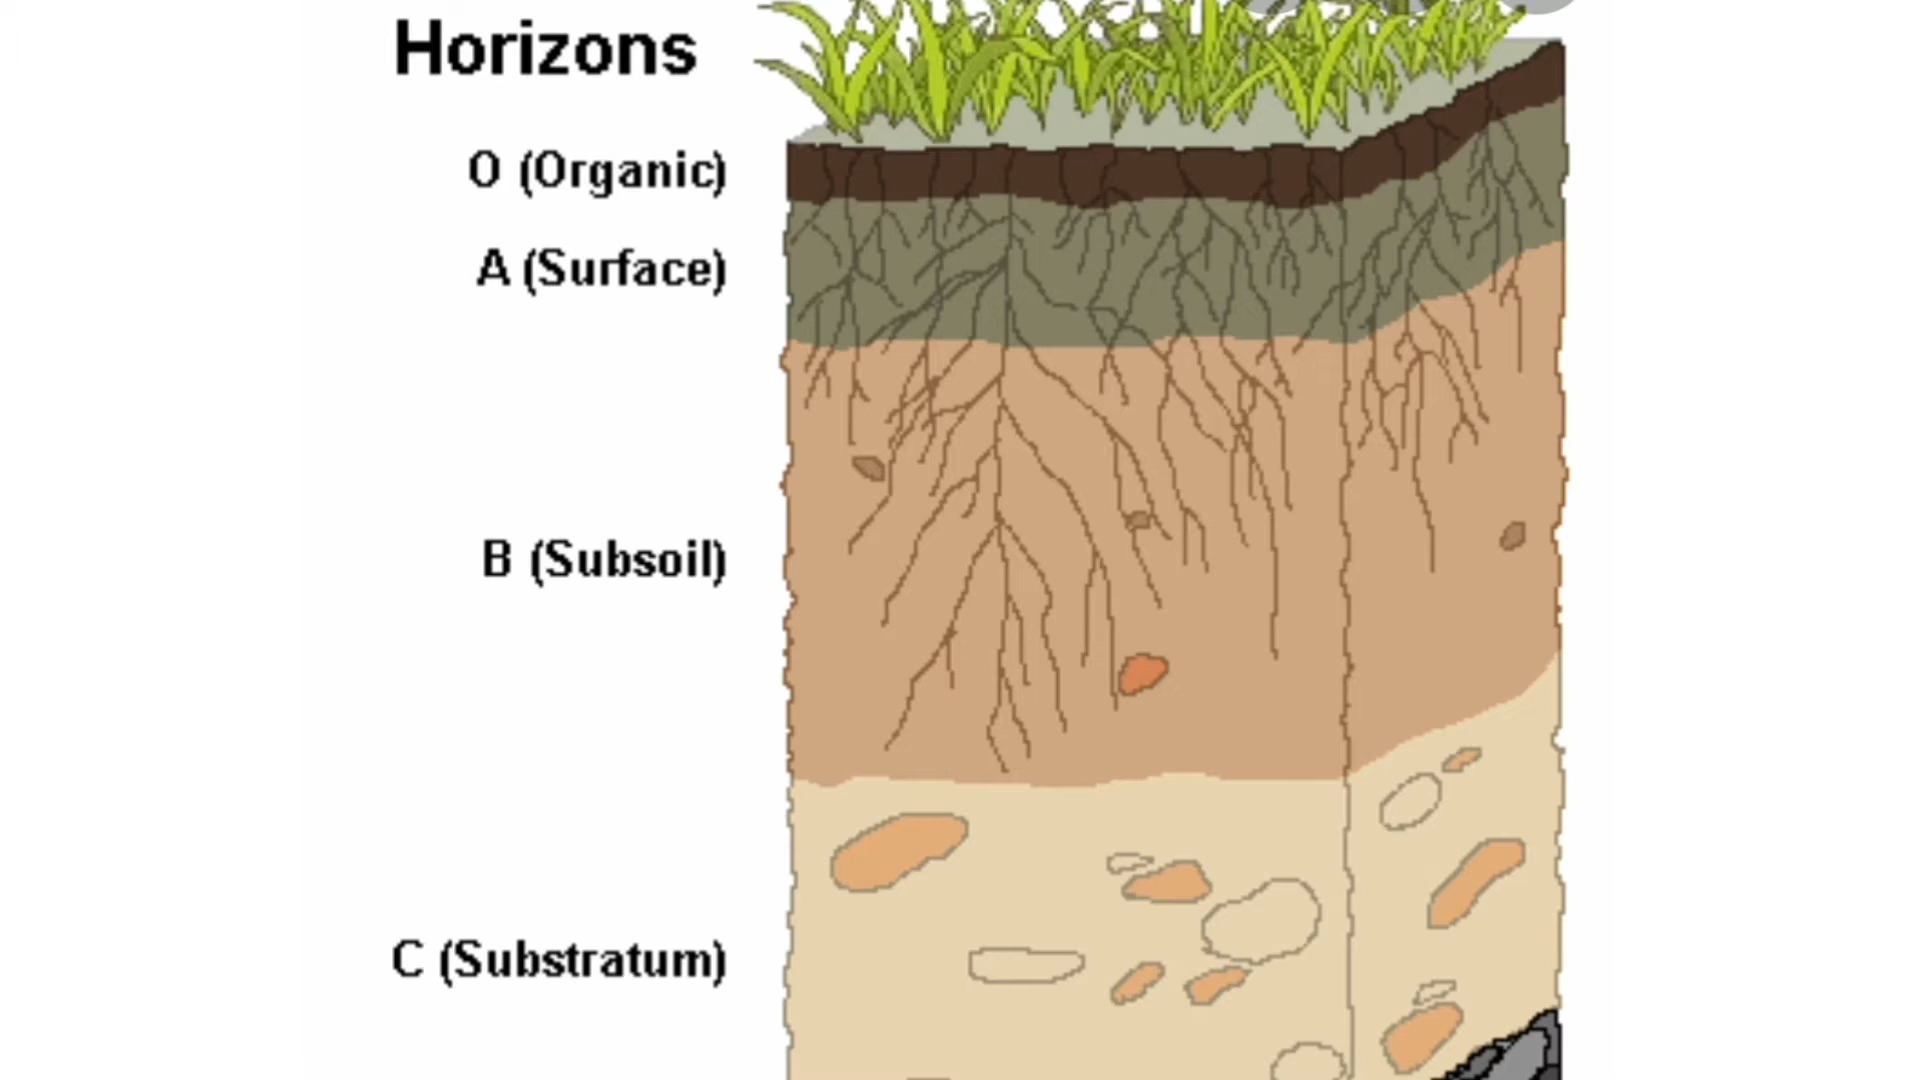 Horizons
O (Organic)
A (Surface)
B (Subsoil)
C (Substratum)